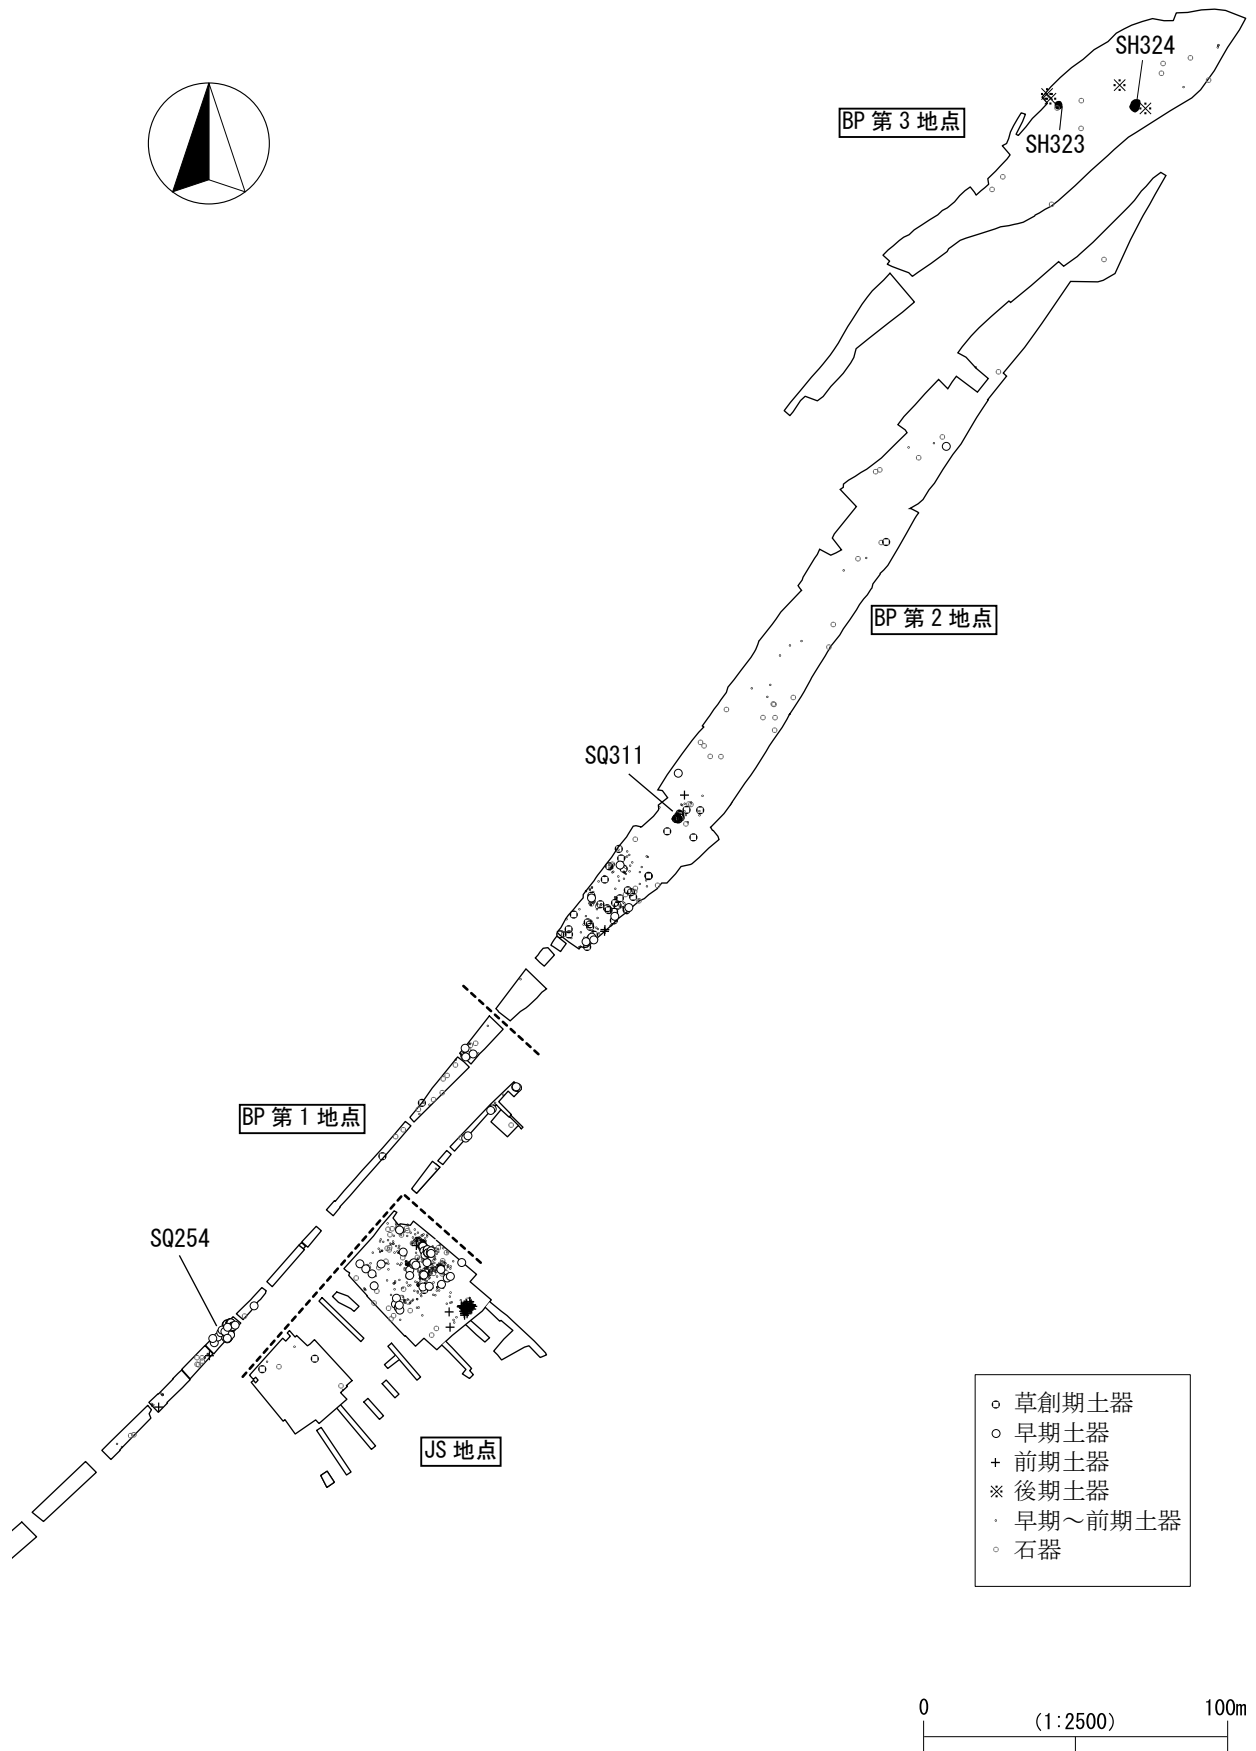 SH324
BP 第 3 地点
SH323
BP 第 2 地点
SQ311
BP 第 1 地点
SQ254
JS 地点
草創期土器
早期土器
+ 前期土器
※ 後期土器
早期～前期土器
石器
0 100m
(1:2500)